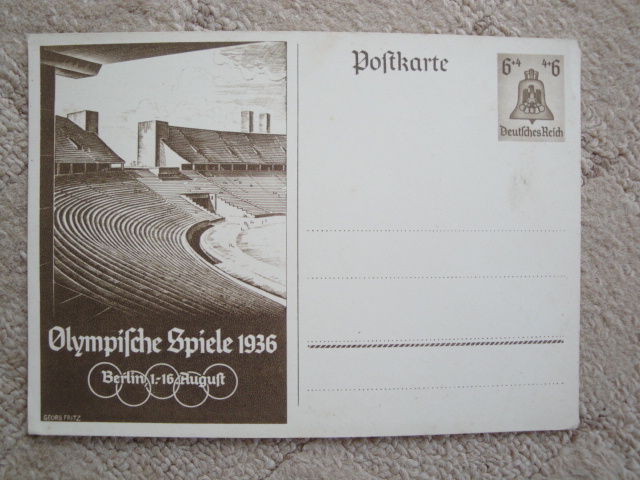 Postkarte
6+4 4+6
Deutsches Reich
Olympische Spiele 1936
Berlin, 1.-16. August
GEORG FRITZ